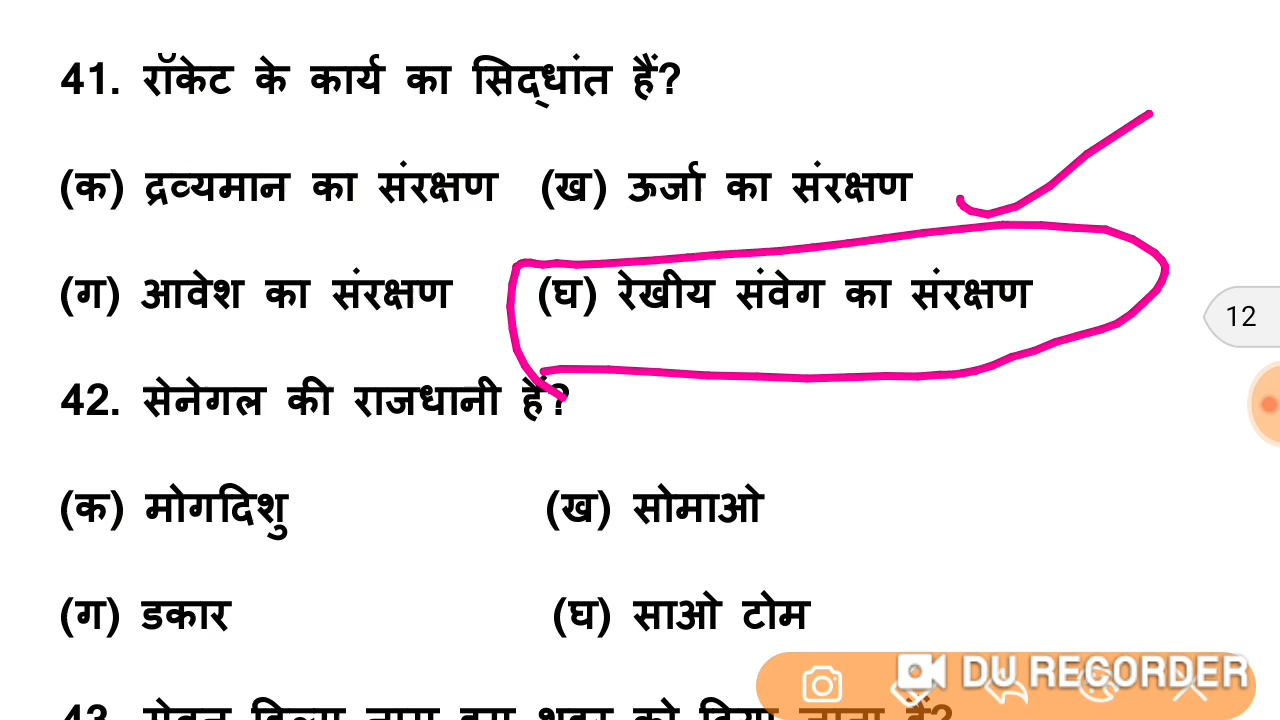 41. रॉकेट के कार्य का सिद्धांत हैं?
(क) द्रव्यमान का संरक्षण (ख) ऊर्जा का संरक्षण
(ग) आवेश का संरक्षण (घ) रेखीय संवेग का संरक्षण
12
42. सेनेगल की राजधानी हैं?
(क) मोगदिशु (ख) सोमाओ
(ग) डकार (घ) साओ टोम
DU RECORDER
43. को दिया जाता हैं?